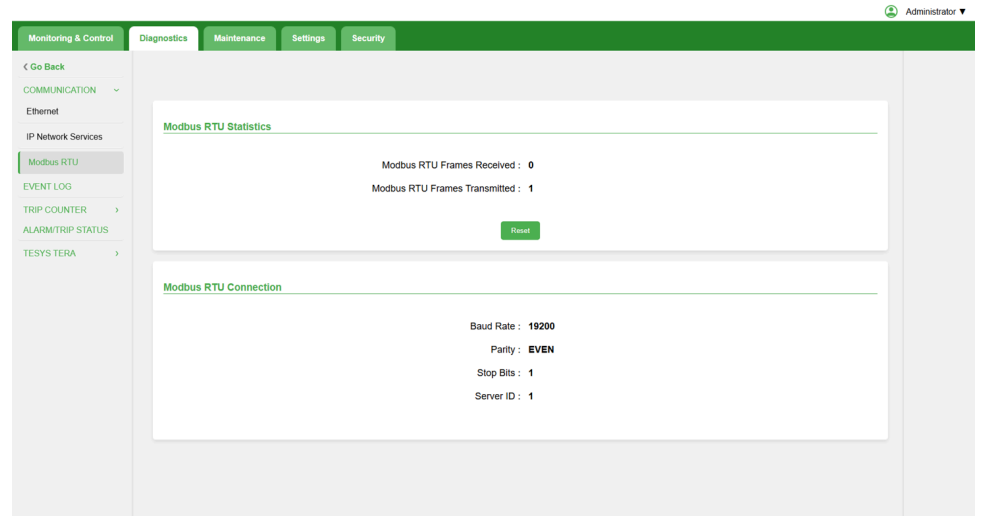 Administrator ▼
Monitoring & Control
Diagnostics
Maintenance
Settings
Security
Go Back
COMMUNICATION
Ethernet
IP Network Services
Modbus RTU
EVENT LOG
TRIP COUNTER
ALARM/TRIP STATUS
TESYS TERA
Modbus RTU Statistics
Modbus RTU Frames Received : 0
Modbus RTU Frames Transmitted : 1
Reset
Modbus RTU Connection
Baud Rate : 19200
Parity : EVEN
Stop Bits : 1
Server ID : 1